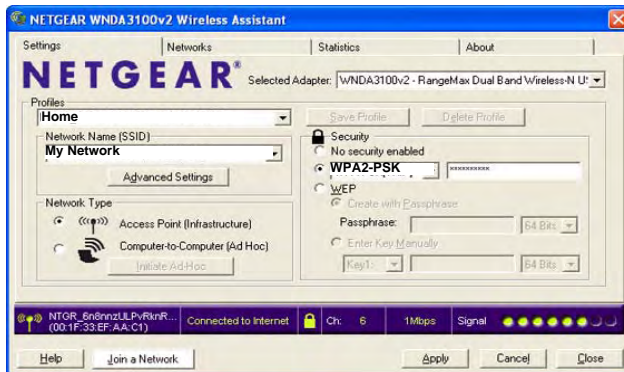 NETGEAR WNDA3100v2 Wireless Assistant
Settings Networks Statistics About
NETGEAR® Selected Adapter: WNDA3100v2 - RangeMax Dual Band Wireless-N U
Profiles
Home Save Profile Delete Profile
Network Name (SSID)
My Network
Advanced Settings
Security
No security enabled
WPA2-PSK **********
WEP
Create with Passphrase
Passphrase: 64 Bits
Enter Key Manually
Key1: 64 Bits
Network Type
Access Point (Infrastructure)
Computer-to-Computer (Ad Hoc)
Initiate Ad-Hoc
NTGR_6n8nnzULPvRknR...
(00:1F:33:EF:AA:C1)
Connected to Internet Ch: 6 1Mbps Signal
Help Join a Network Apply Cancel Close